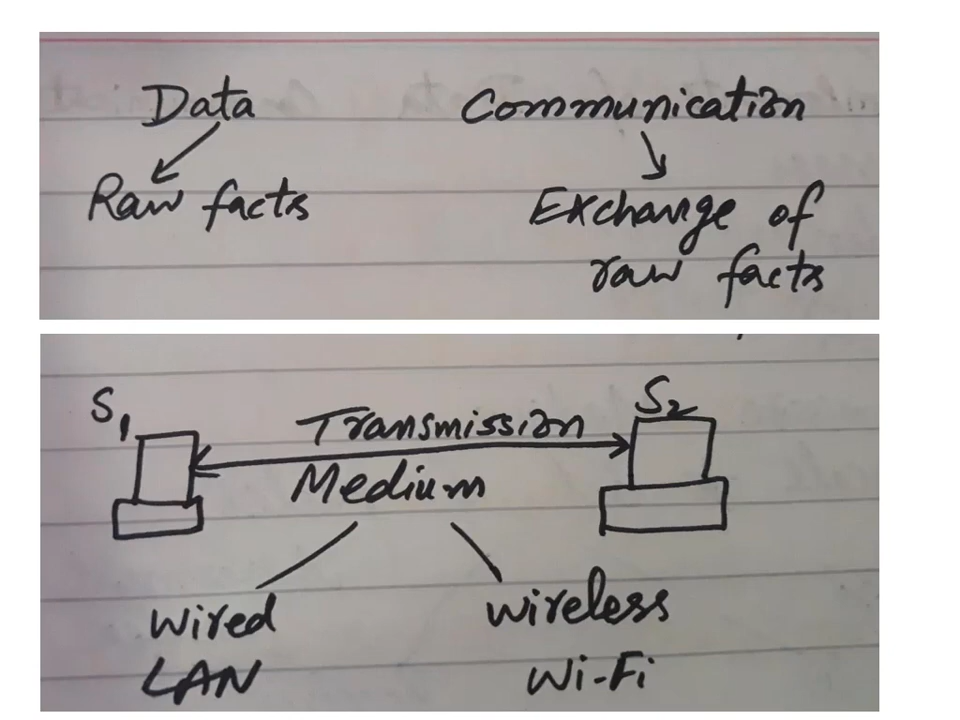 Data Communication
Raw facts Exchange of
raw facts
S1 S2
Transmission
Medium
Wired Wireless
LAN Wi-Fi